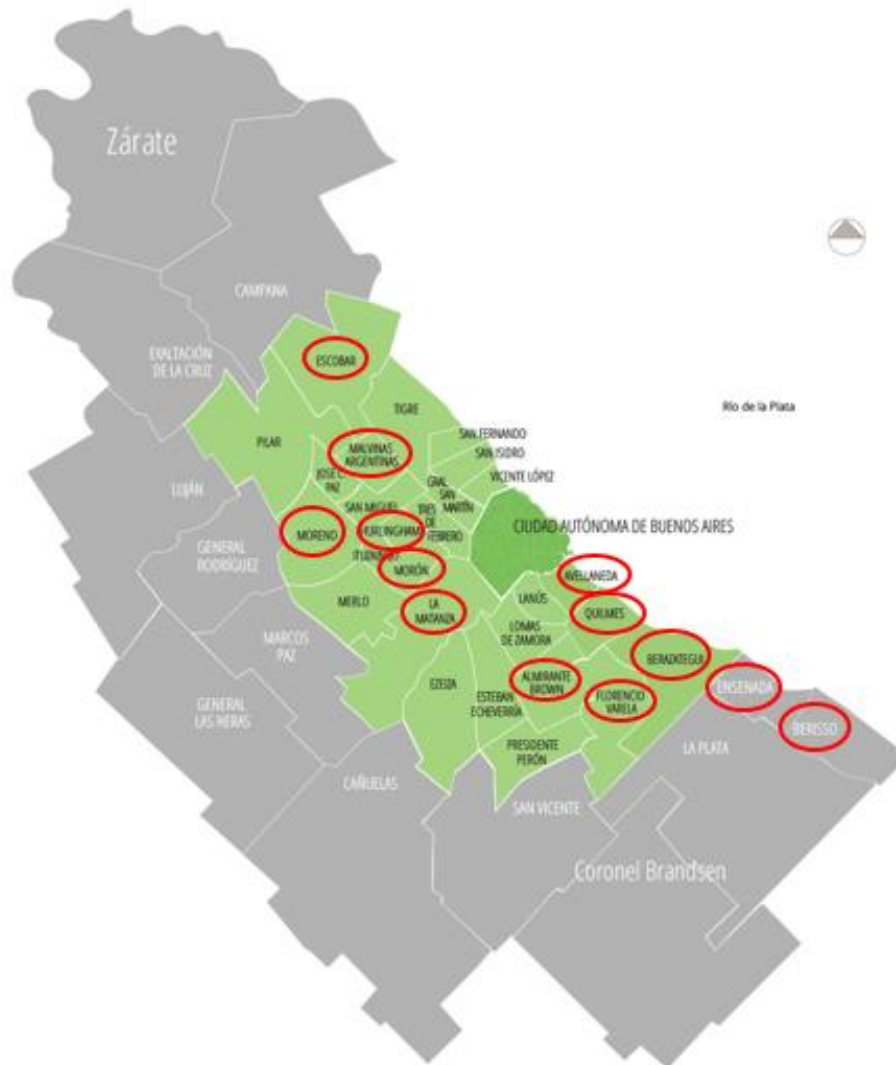 Zárate
CAMPANA
EXALTACIÓN
DE LA CRUZ
ESCOBAR
TIGRE
Río de la Plata
PILAR
MALVINAS
ARGENTINAS
SAN FERNANDO
SAN ISIDRO
VICENTE LÓPEZ
JOSE C.
PAZ
GRAL.
SAN
MARTÍN
LUJÁN
SAN MIGUEL
TRES
DE
FEBRERO
CIUDAD AUTÓNOMA DE BUENOS AIRES
MORENO
HURLINGHAM
GENERAL
RODRÍGUEZ
ITUZAINGO
MORÓN
AVELLANEDA
MERLO
LA
MATANZA
LANÚS
QUILMES
LOMAS
DE ZAMORA
MARCOS
PAZ
BERAZATEGUI
EZEIZA
ALMIRANTE
BROWN
ENSENADA
ESTEBAN
ECHEVERRÍA
FLORENCIO
VARELA
GENERAL
LAS HERAS
BERISSO
PRESIDENTE
PERÓN
LA PLATA
CAÑUELAS
SAN VICENTE
Coronel Brandsen